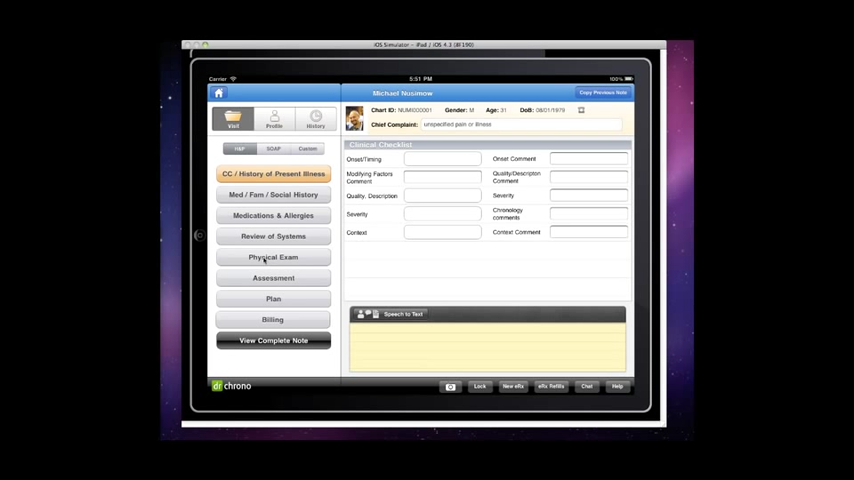 iOS Simulator - iPad / iOS 4.3 (8F190)
Carrier
5:51 PM
100%
Michael Nusimow
Copy Previous Note
Visit
Profile
History
Chart ID: NUMI000001 Gender: M Age: 31 DoB: 08/01/1979
Chief Complaint: unspecified pain or illness
H&P
SOAP
Custom
Clinical Checklist
CC / History of Present Illness
Med / Fam / Social History
Medications & Allergies
Review of Systems
Physical Exam
Assessment
Plan
Billing
View Complete Note
Onset/Timing
Onset Comment
Modifying Factors
Comment
Quality/Descripton
Comment
Quality, Description
Severity
Severity
Chronology
comments
Context
Context Comment
Speech to Text
dr chrono
Lock
New eRx
eRx Refills
Chat
Help